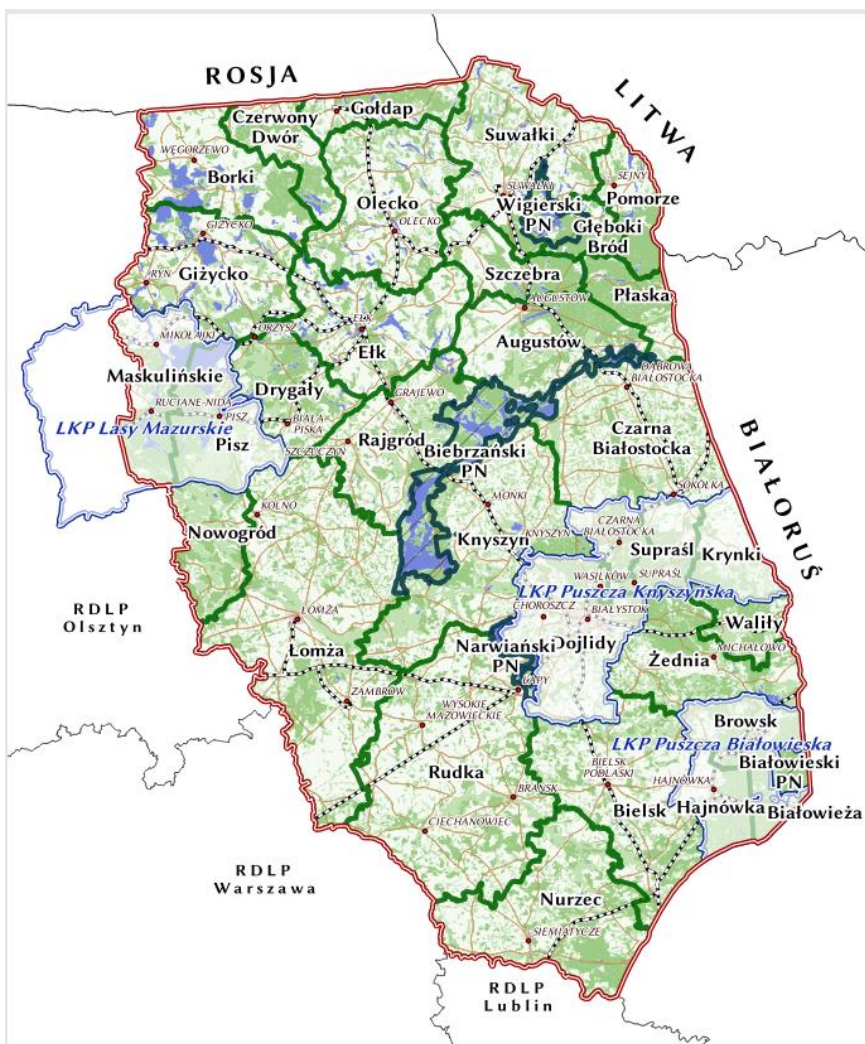 ROSJA
LITWA
Czerwony
Dwór
Gołdap
Suwałki
WĘGORZEWO
Borki
SUWAŁKI
SEJNY
Wigierski
PN
Pomorze
Olecko
OLECKO
Głęboki
Bród
GIŻYCKO
Giżycko
RYN
Szczebra
Płaska
AUGUSTÓW
Augustów
EŁK
Ełk
ORZYSZ
MIKOŁAJKI
Maskulińskie
Drygały
GRAJEWO
DĄBROWA
BIAŁOSTOCKA
RUCIANE-NIDA
PISZ
LKP Lasy Mazurskie
Pisz
BIAŁA
PISKA
SZCZUCZYN
Rajgród
Biebrzański
PN
Czarna
Białostocka
BIAŁORUŚ
SOKÓŁKA
KOLNO
Nowogród
MOŃKI
Knyszyn
KNYSZYN
CZARNA
BIAŁOSTOCKA
Supraśl
Krynki
WASILKÓW
SUPRAŚL
LKP Puszcza Knyszyńska
CHOROSZCZ
BIAŁYSTOK
Waliły
RDLP
Olsztyn
ŁOMŻA
Łomża
Narwiański
PN
Dojlidy
Żednia
MICHAŁOWO
ŁAPY
ZAMBRÓW
WYSOKIE
MAZOWIECKIE
Browsk
LKP Puszcza Białowieska
Białowieski
PN
Rudka
BIELSK
PODLASKI
HAJNÓWKA
BRAŃSK
Bielsk
Hajnówka
Białowieża
CIECHANOWIEC
RDLP
Warszawa
Nurzec
SIEMIATYCZE
RDLP
Lublin